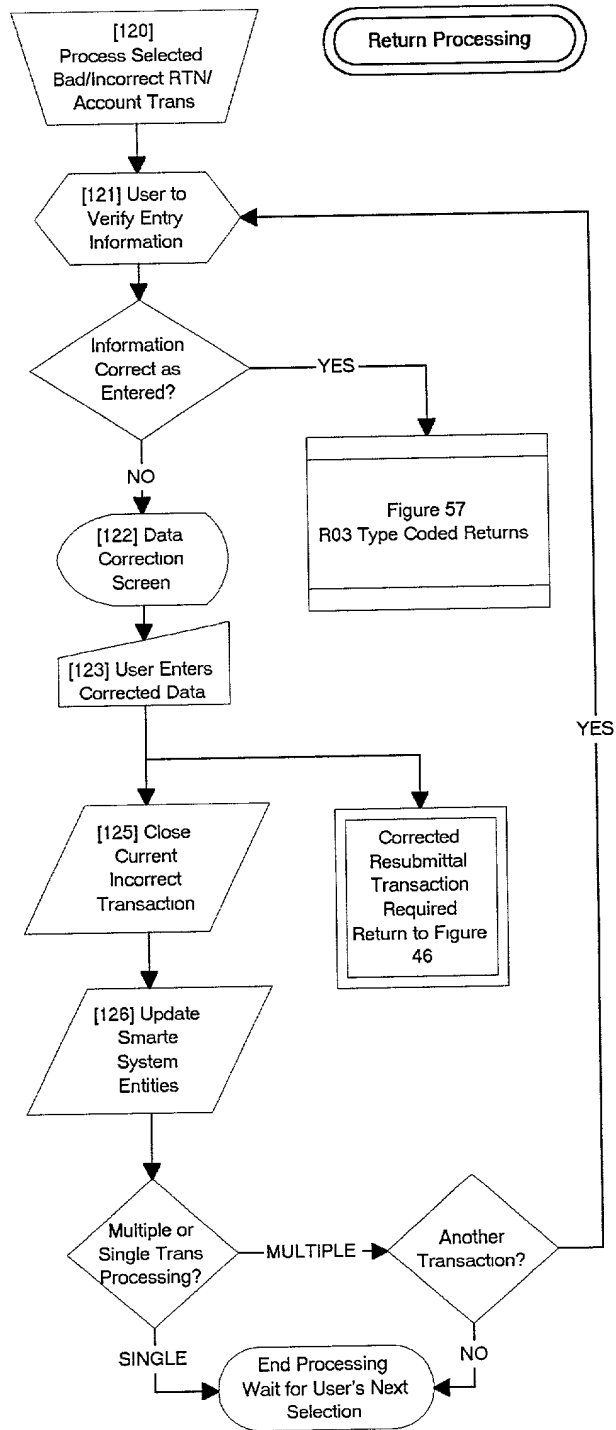 [120]
Process Selected
Bad/Incorrect RTN/
Account Trans
Return Processing
[121] User to
Verify Entry
Information
Information
Correct as
Entered?
YES
NO
Figure 57
R03 Type Coded Returns
[122] Data
Correction
Screen
[123] User Enters
Corrected Data
YES
[125] Close
Current
Incorrect
Transaction
Corrected
Resubmittal
Transaction
Required
Return to Figure
46
[126] Update
Smarte
System
Entities
Multiple or
Single Trans
Processing?
MULTIPLE
Another
Transaction?
SINGLE
NO
End Processing
Wait for User's Next
Selection